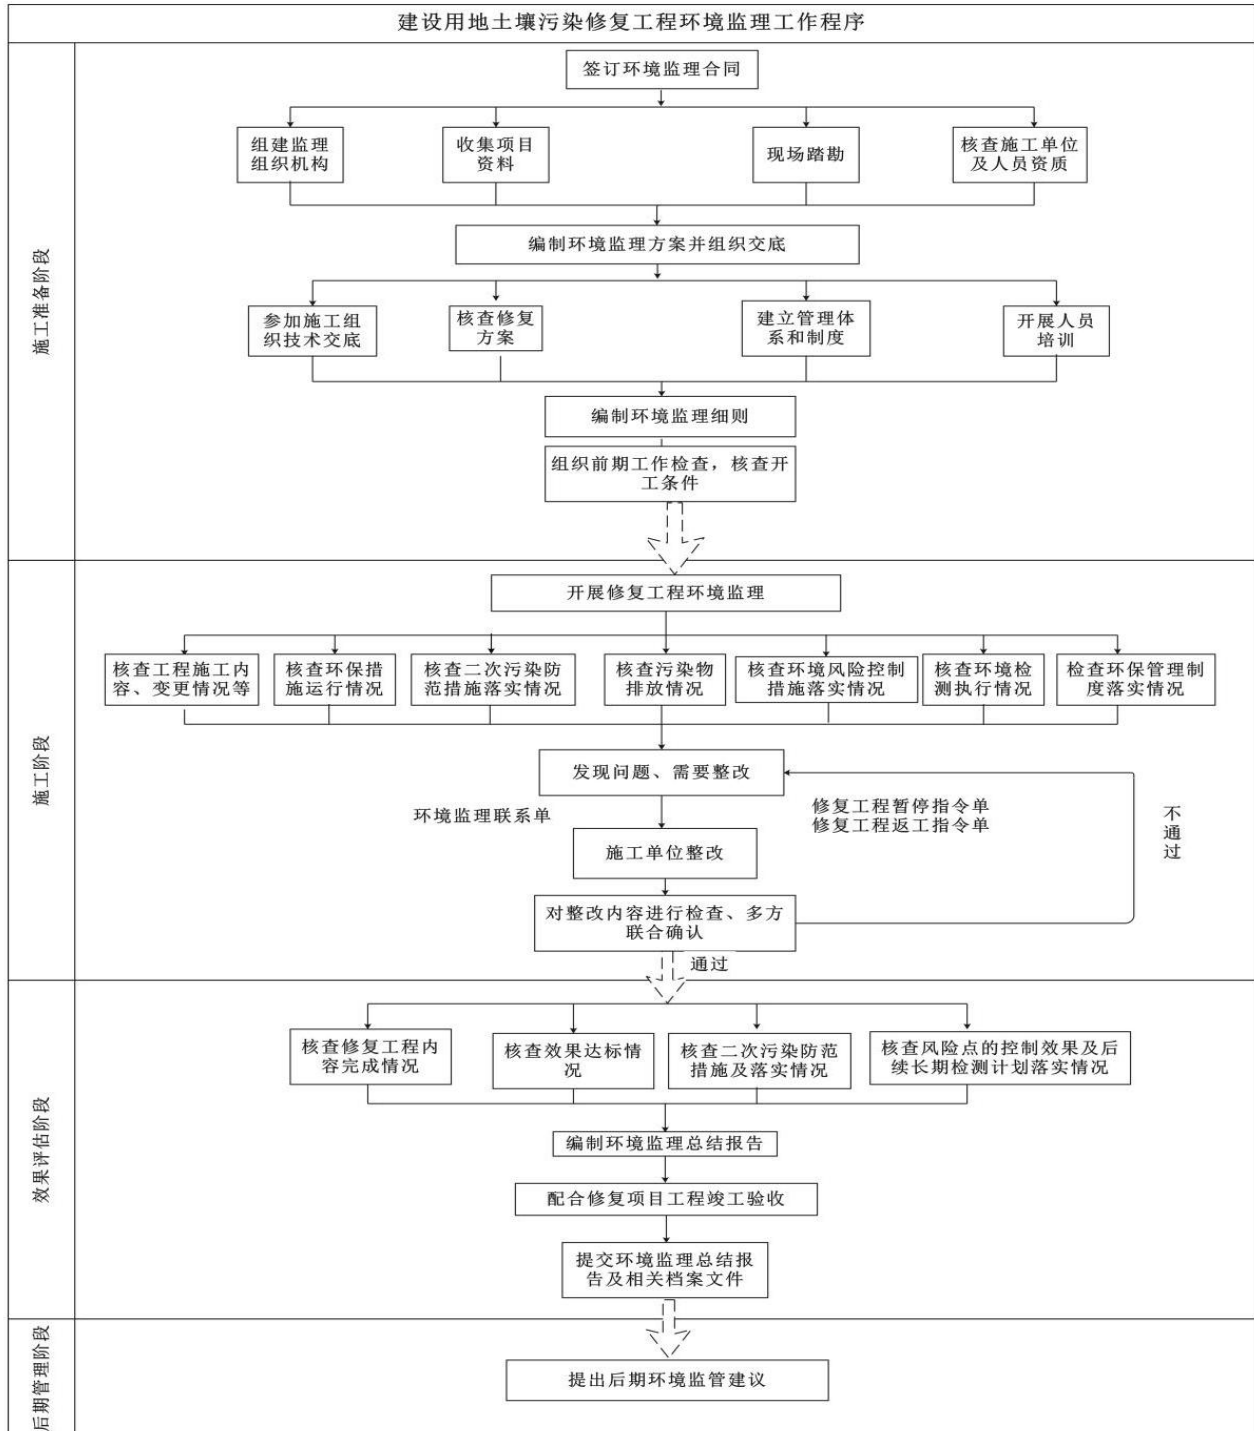 建设用地土壤污染修复工程环境监理工作程序
施工准备阶段
签订环境监理合同
组建监理
组织机构
收集项目
资料
现场踏勘
核查施工单位
及人员资质
编制环境监理方案并组织交底
参加施工组
织技术交底
核查修复
方案
建立管理体
系和制度
开展人员
培训
编制环境监理细则
组织前期工作检查，核查开
工条件
施工阶段
开展修复工程环境监理
核查工程施工内
容、变更情况等
核查环保措
施运行情况
核查二次污染防
范措施落实情况
核查污染物
排放情况
核查环境风险控制
措施落实情况
核查环境检
测执行情况
检查环保管理制
度落实情况
发现问题、需要整改
环境监理联系单
修复工程暂停指令单
修复工程返工指令单
不通过
施工单位整改
对整改内容进行检查、多方
联合确认
通过
效果评估阶段
核查修复工程内
容完成情况
核查效果达标情
况
核查二次污染防范
措施及落实情况
核查风险点的控制效果及后
续长期检测计划落实情况
编制环境监理总结报告
配合修复项目工程竣工验收
提交环境监理总结报
告及相关档案文件
后期管理阶段
提出后期环境监管建议